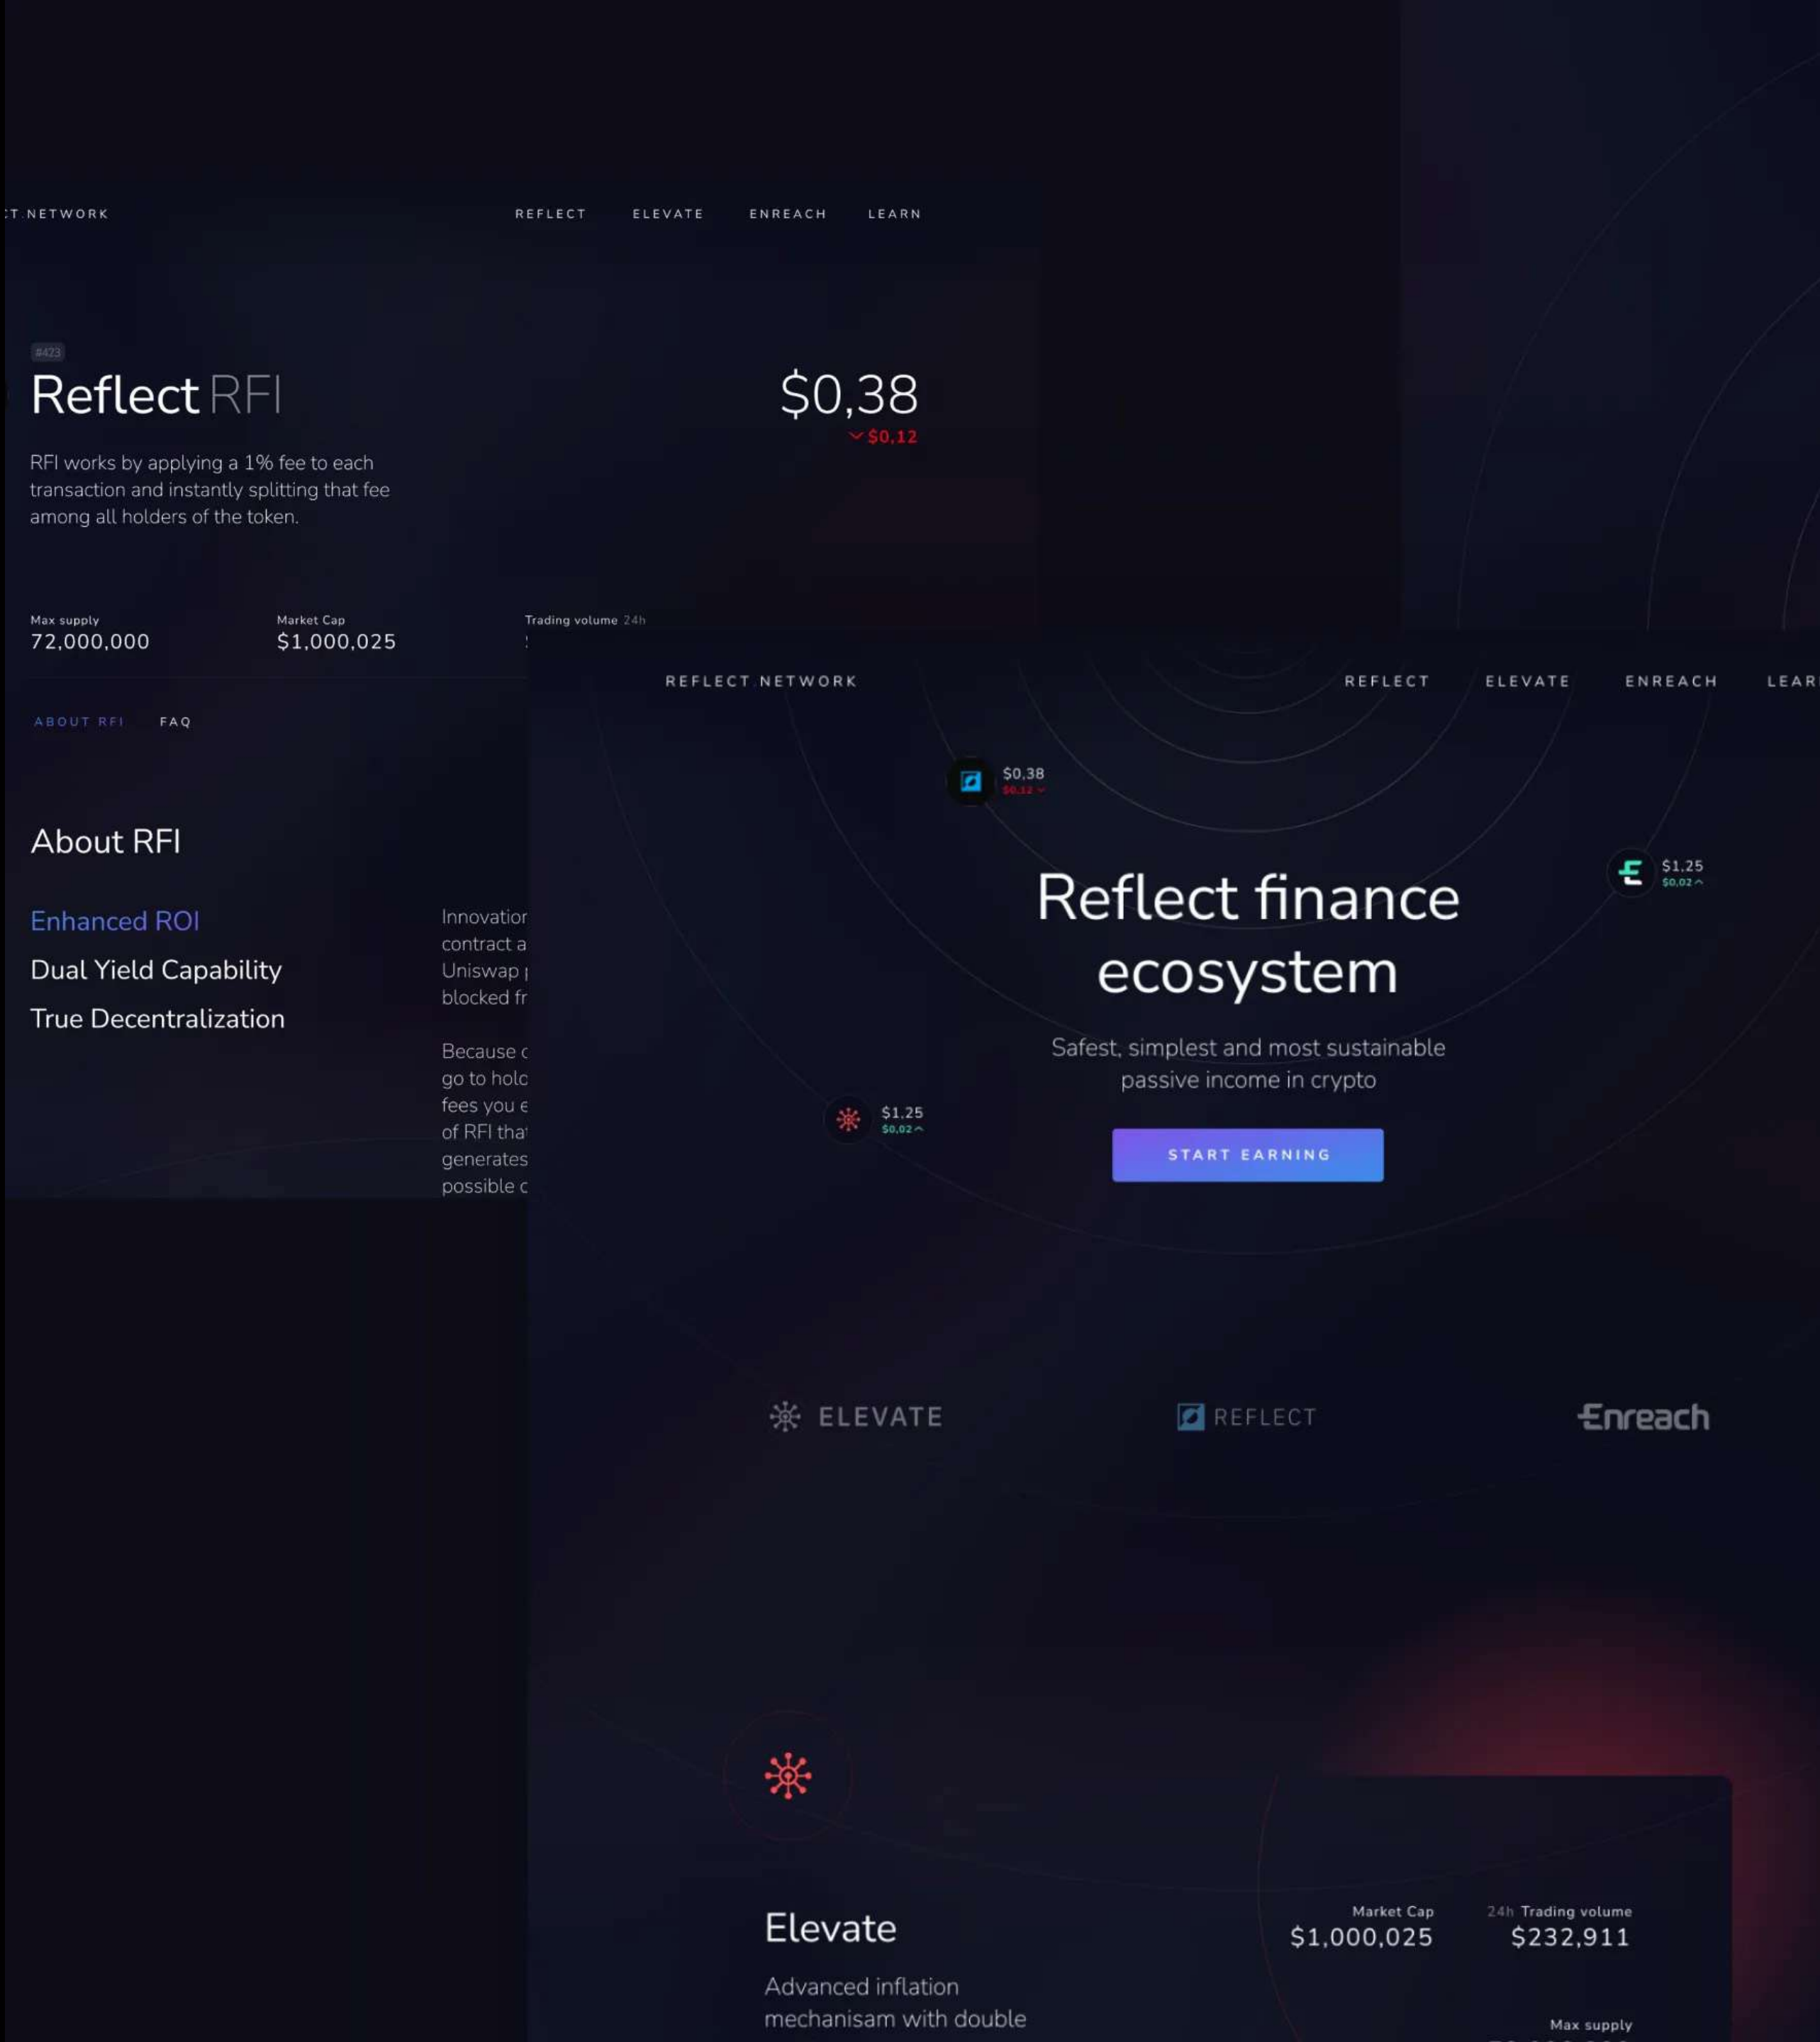 CT.NETWORK
REFLECT ELEVATE ENREACH LEARN
#423
Reflect RFI
$0,38
$0,12
RFI works by applying a 1% fee to each
transaction and instantly splitting that fee
among all holders of the token.
Max supply
72,000,000
Market Cap
$1,000,025
Trading volume 24h
ABOUT RFI FAQ
About RFI
Enhanced ROI
Dual Yield Capability
True Decentralization
Innovation
contract a
Uniswap
blocked fr
Because
go to hold
fees you e
of RFI that
generates
possible
REFLECT.NETWORK
REFLECT ELEVATE ENREACH LEAR
$0,38
$0,12
$1,25
$0,02
Reflect finance
ecosystem
Safest, simplest and most sustainable
passive income in crypto
$1,25
$0,02
START EARNING
ELEVATE
REFLECT
Enreach
Elevate
Advanced inflation
mechanisam with double
Market Cap
$1,000,025
24h Trading volume
$232,911
Max supply